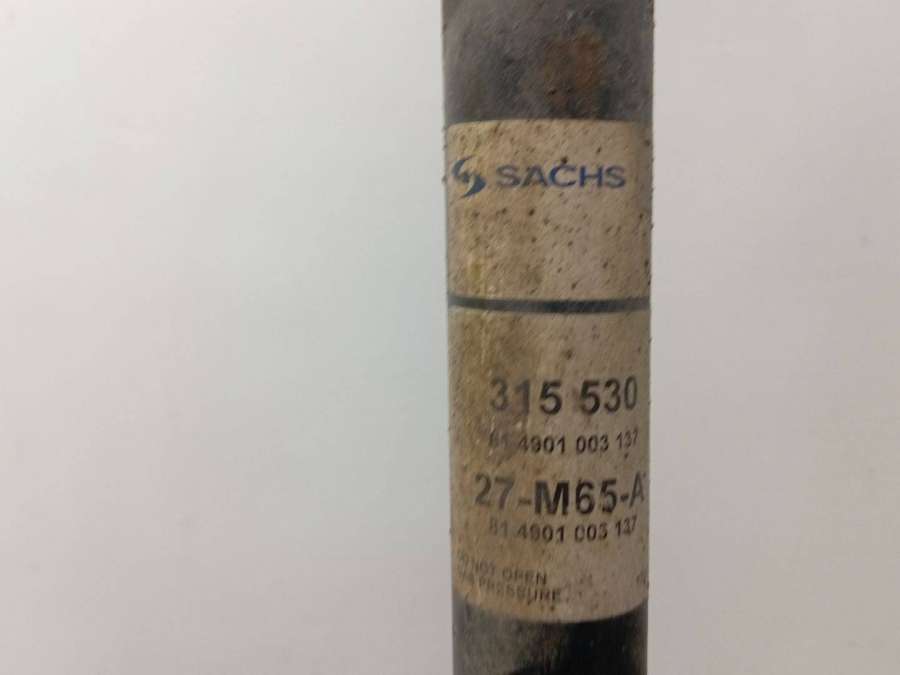 SACHS
315 530
81 4901 003 137
27-M65-A
81 4901 003 137
DO NOT OPEN
GAS PRESSURE